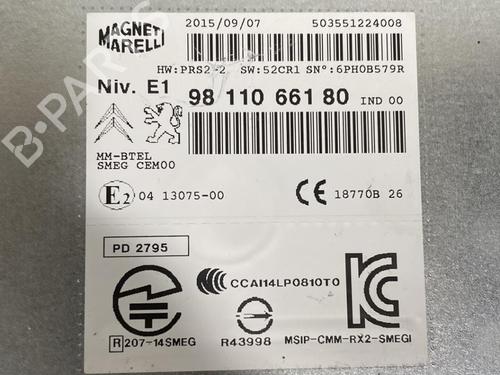 MAGNETI MARELLI
2015/09/07 503551224008
HW:PRS2-2 SW:52CR1 SN°:6PH0B579R
Niv. E1
98 110 661 80 IND 00
MM-BTEL
SMEG CEM00
E2 04 13075-00 CE 18770B 26
PD 2795
CCAI14LP0810T0
R 207-14SMEG R43998 MSIP-CMM-RX2-SMEGI